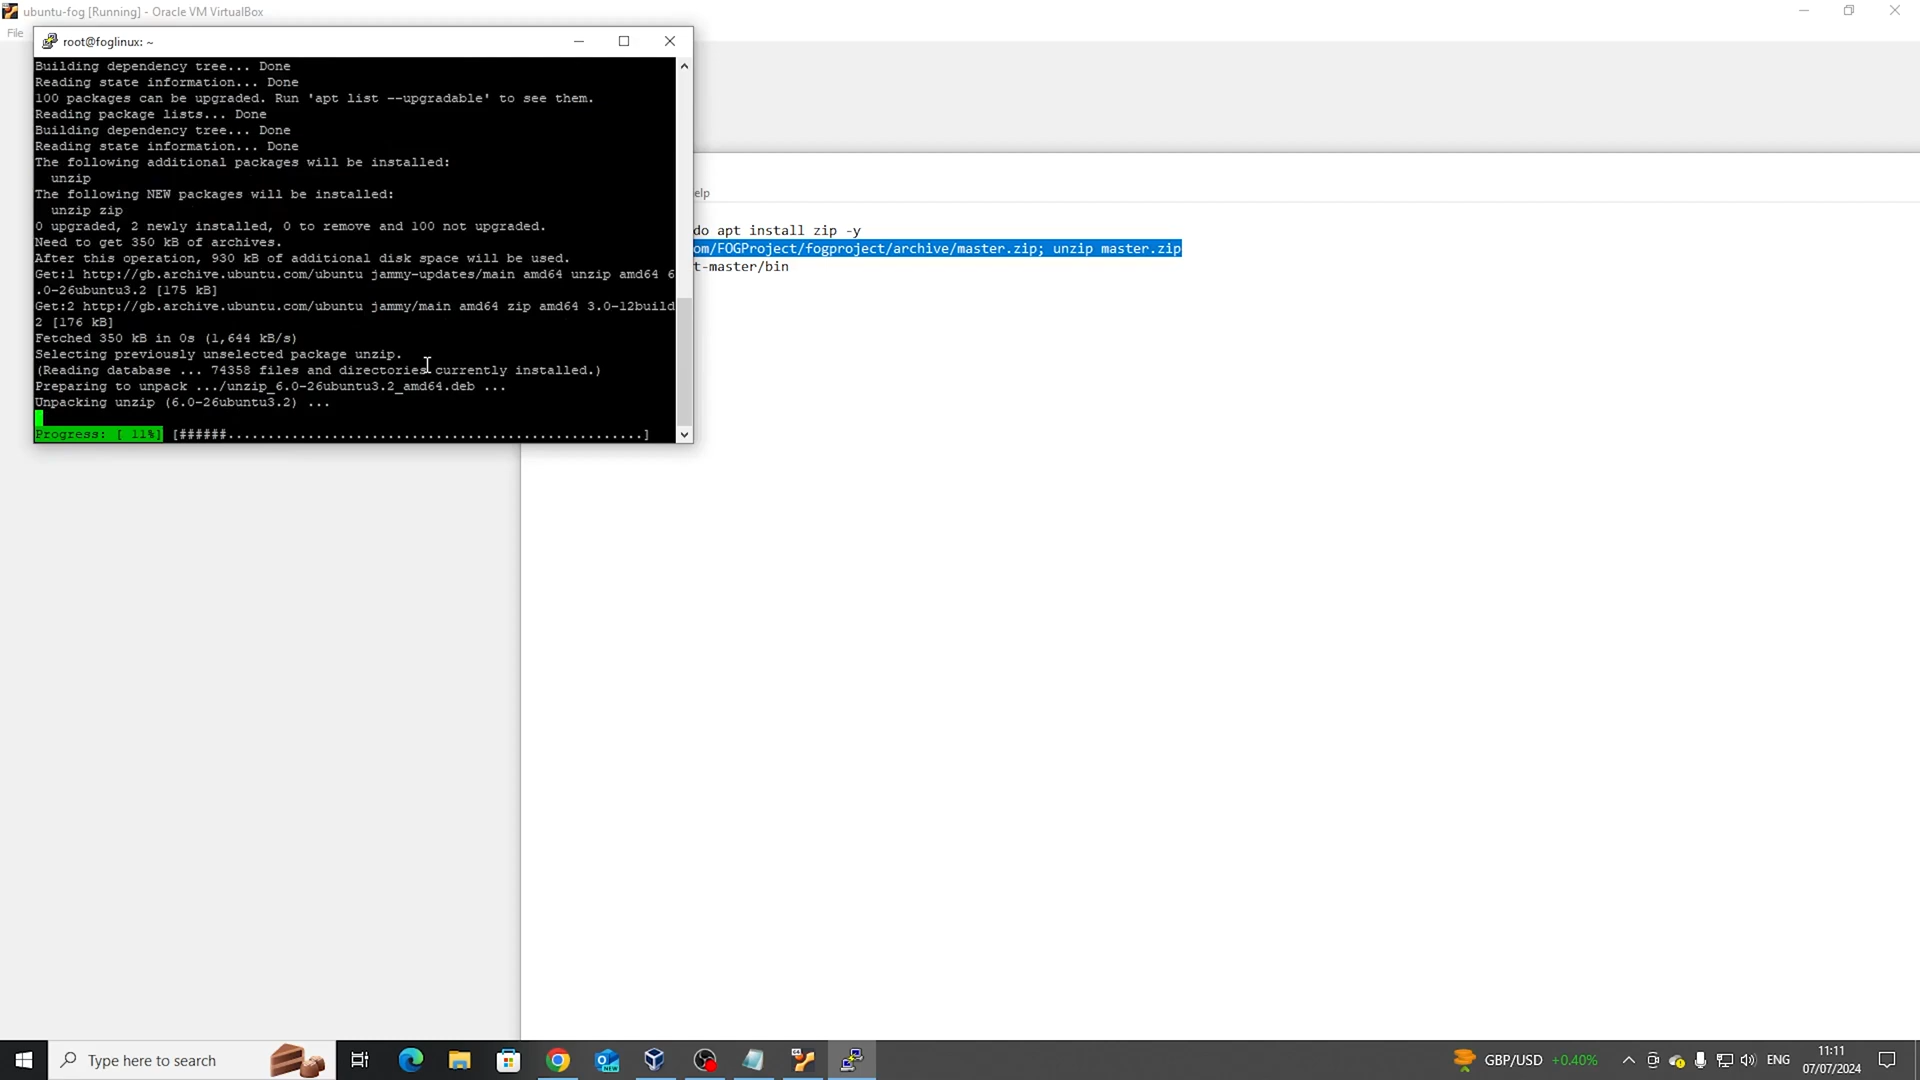 ubuntu-fog [Running] - Oracle VM VirtualBox
File
root@foglinux: ~
Building dependency tree... Done
Reading state information... Done
100 packages can be upgraded. Run 'apt list --upgradable' to see them.
Reading package lists... Done
Building dependency tree... Done
Reading state information... Done
The following additional packages will be installed:
unzip
The following NEW packages will be installed:
unzip zip
0 upgraded, 2 newly installed, 0 to remove and 100 not upgraded.
Need to get 350 kB of archives.
After this operation, 930 kB of additional disk space will be used.
Get:1 http://gb.archive.ubuntu.com/ubuntu jammy-updates/main amd64 unzip amd64 6
.0-26ubuntu3.2 [175 kB]
Get:2 http://gb.archive.ubuntu.com/ubuntu jammy/main amd64 zip amd64 3.0-12build
2 [176 kB]
Fetched 350 kB in 0s (1,644 kB/s)
Selecting previously unselected package unzip.
(Reading database ... 74358 files and directories currently installed.)
Preparing to unpack .../unzip_6.0-26ubuntu3.2_amd64.deb ...
Unpacking unzip (6.0-26ubuntu3.2) ...
Progress: [ 11%] [######....................................................]
elp
do apt install zip -y
om/FOGProject/fogproject/archive/master.zip; unzip master.zip
t-master/bin
Type here to search
NEW
64
GBP/USD +0.40%
ENG
11:11
07/07/2024